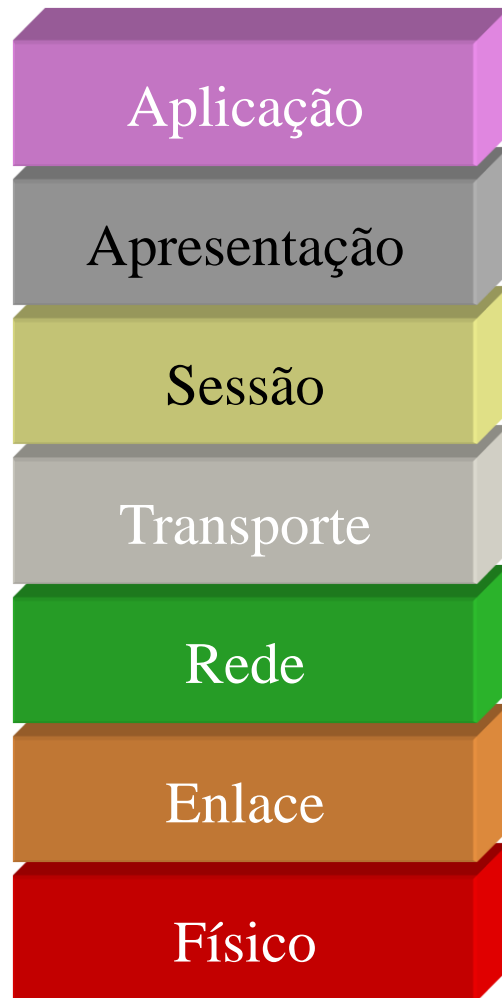 Aplicação
Apresentação
Sessão
Transporte
Rede
Enlace
Físico